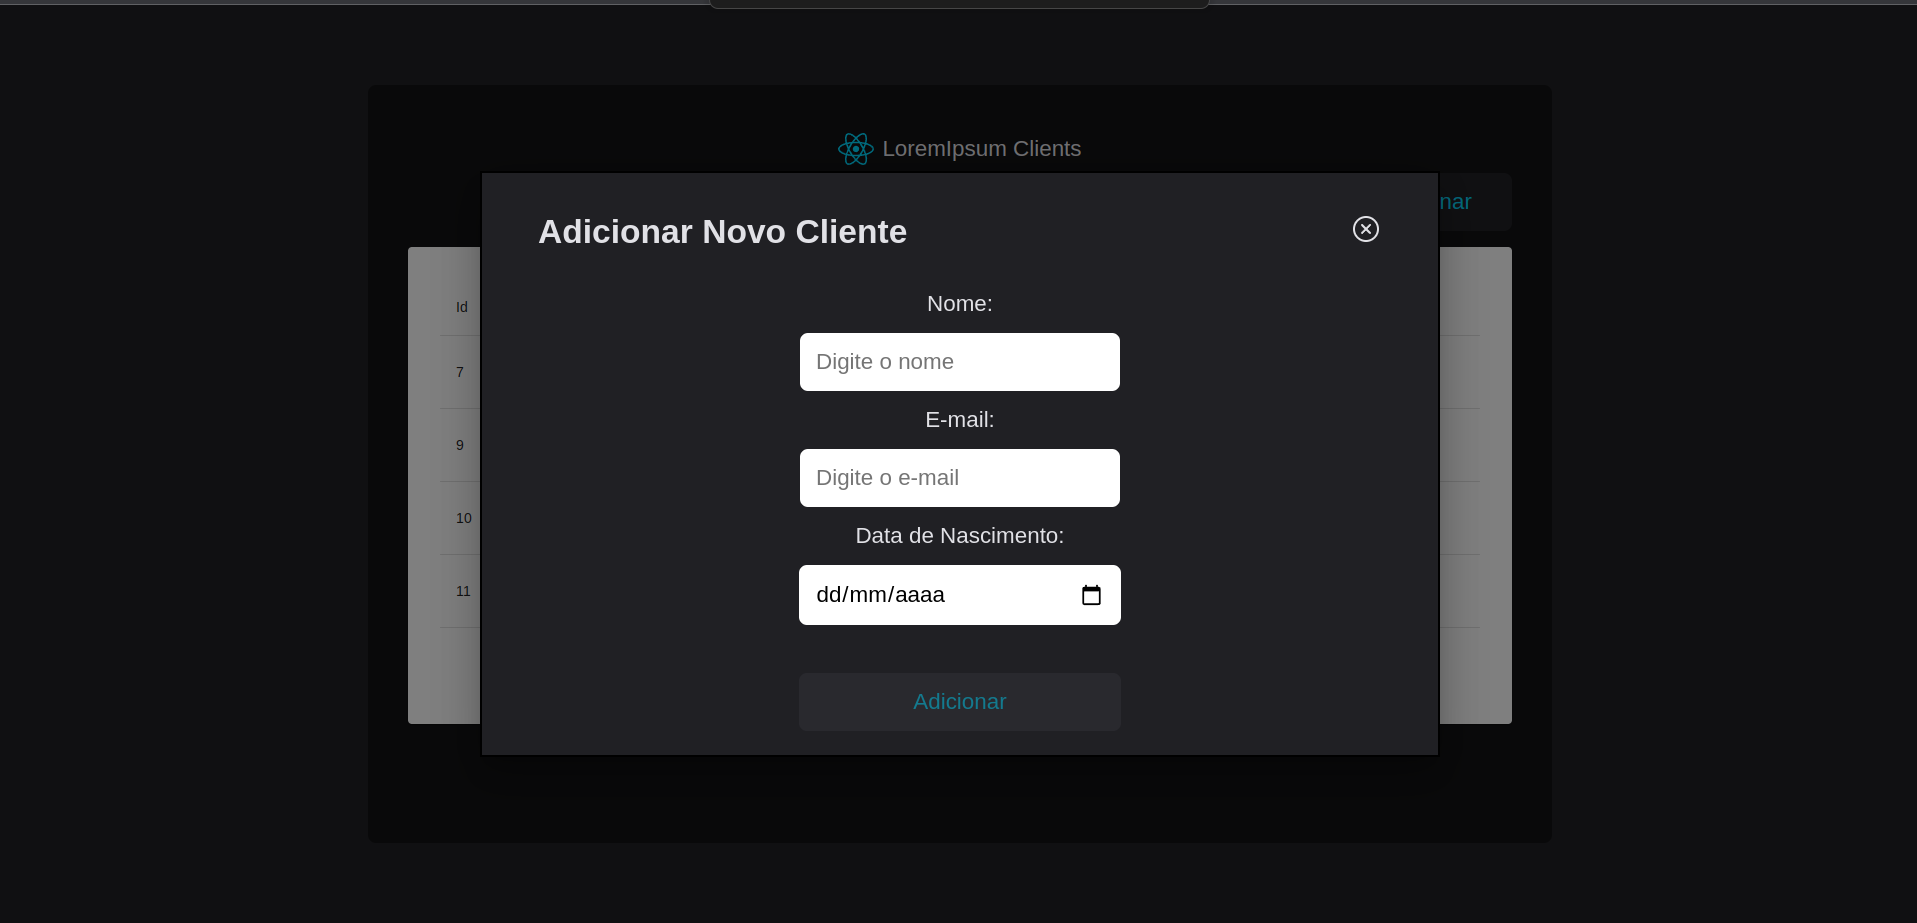 LoremIpsum Clients
nar
Adicionar Novo Cliente
Nome:
Digite o nome
E-mail:
Digite o e-mail
Data de Nascimento:
dd/mm/aaaa
Adicionar
Id
7
9
10
11